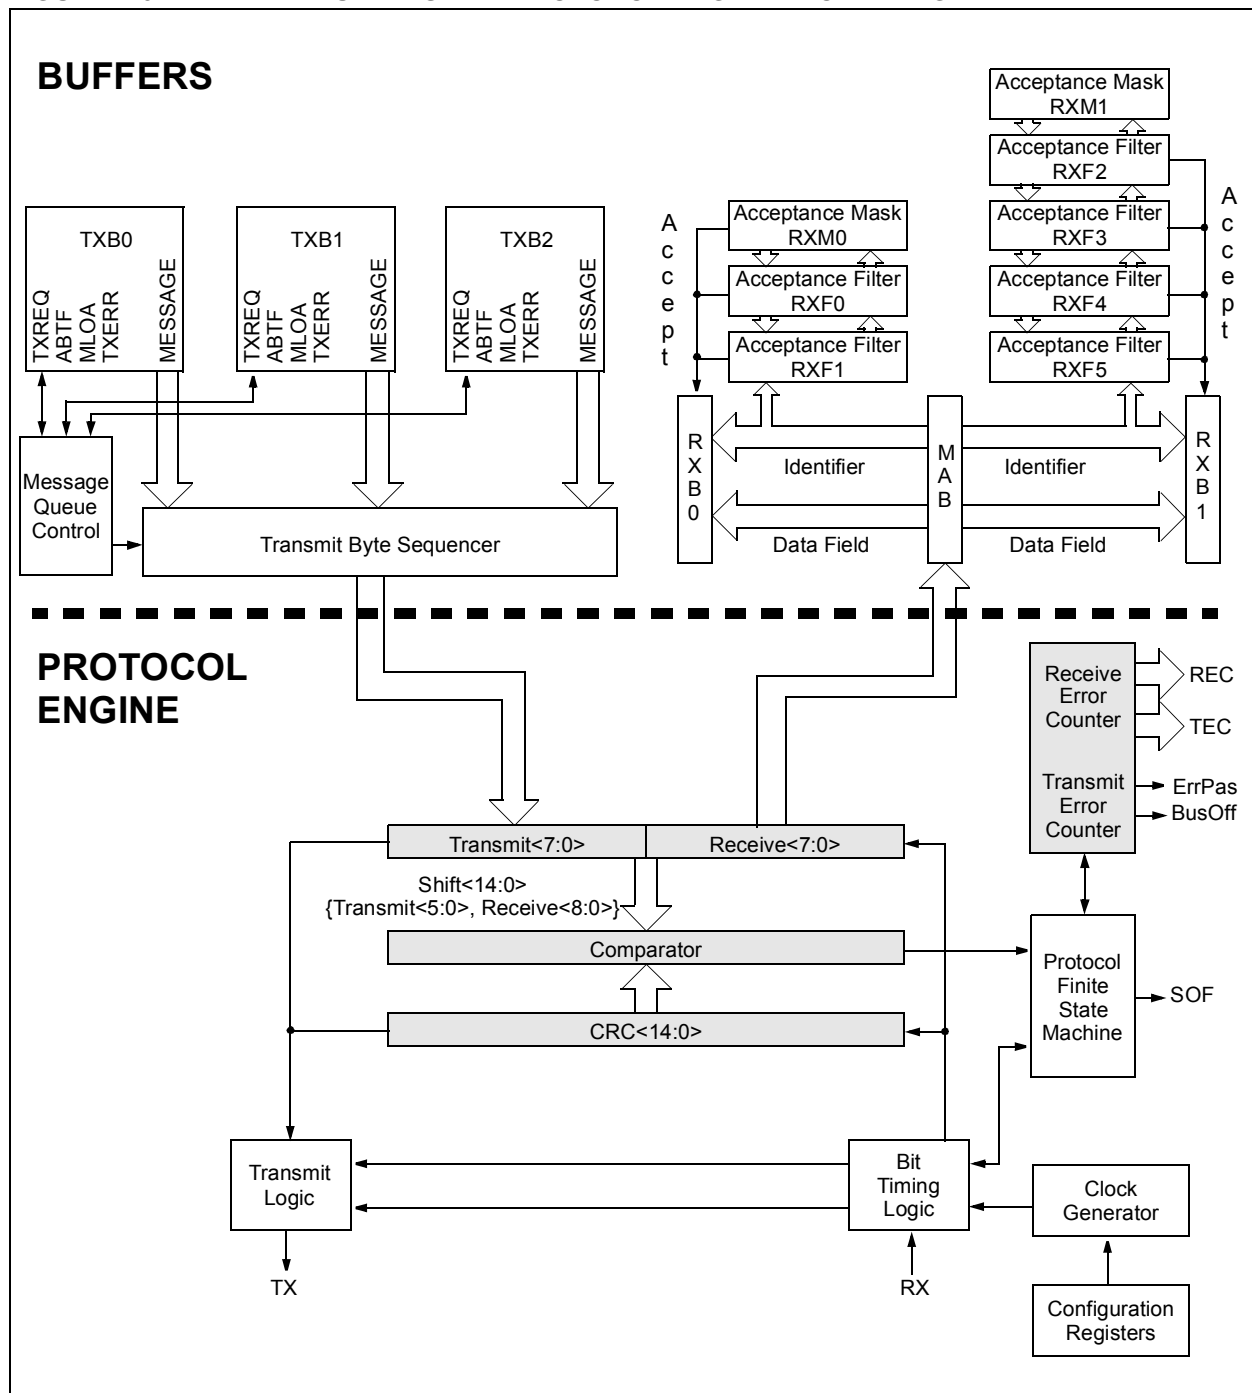 BUFFERS
Acceptance Mask
RXM1
Acceptance Filter
RXF2
Acceptance Filter
RXF3
Acceptance Filter
RXF4
Acceptance Filter
RXF5
Accept
Acceptance Mask
RXM0
Acceptance Filter
RXF0
Acceptance Filter
RXF1
Accept
TXB0
TXREQ
ABTF
MLOA
TXERR
MESSAGE
TXB1
TXREQ
ABTF
MLOA
TXERR
MESSAGE
TXB2
TXREQ
ABTF
MLOA
TXERR
MESSAGE
Message
Queue
Control
Transmit Byte Sequencer
RXB0
Identifier
Data Field
MAB
Identifier
Data Field
RXB1
PROTOCOL
ENGINE
Receive
Error
Counter
Transmit
Error
Counter
REC
TEC
ErrPas
BusOff
Transmit<7:0>
Receive<7:0>
Shift<14:0>
{Transmit<5:0>, Receive<8:0>}
Comparator
CRC<14:0>
Protocol
Finite
State
Machine
SOF
Transmit
Logic
TX
Bit
Timing
Logic
RX
Clock
Generator
Configuration
Registers